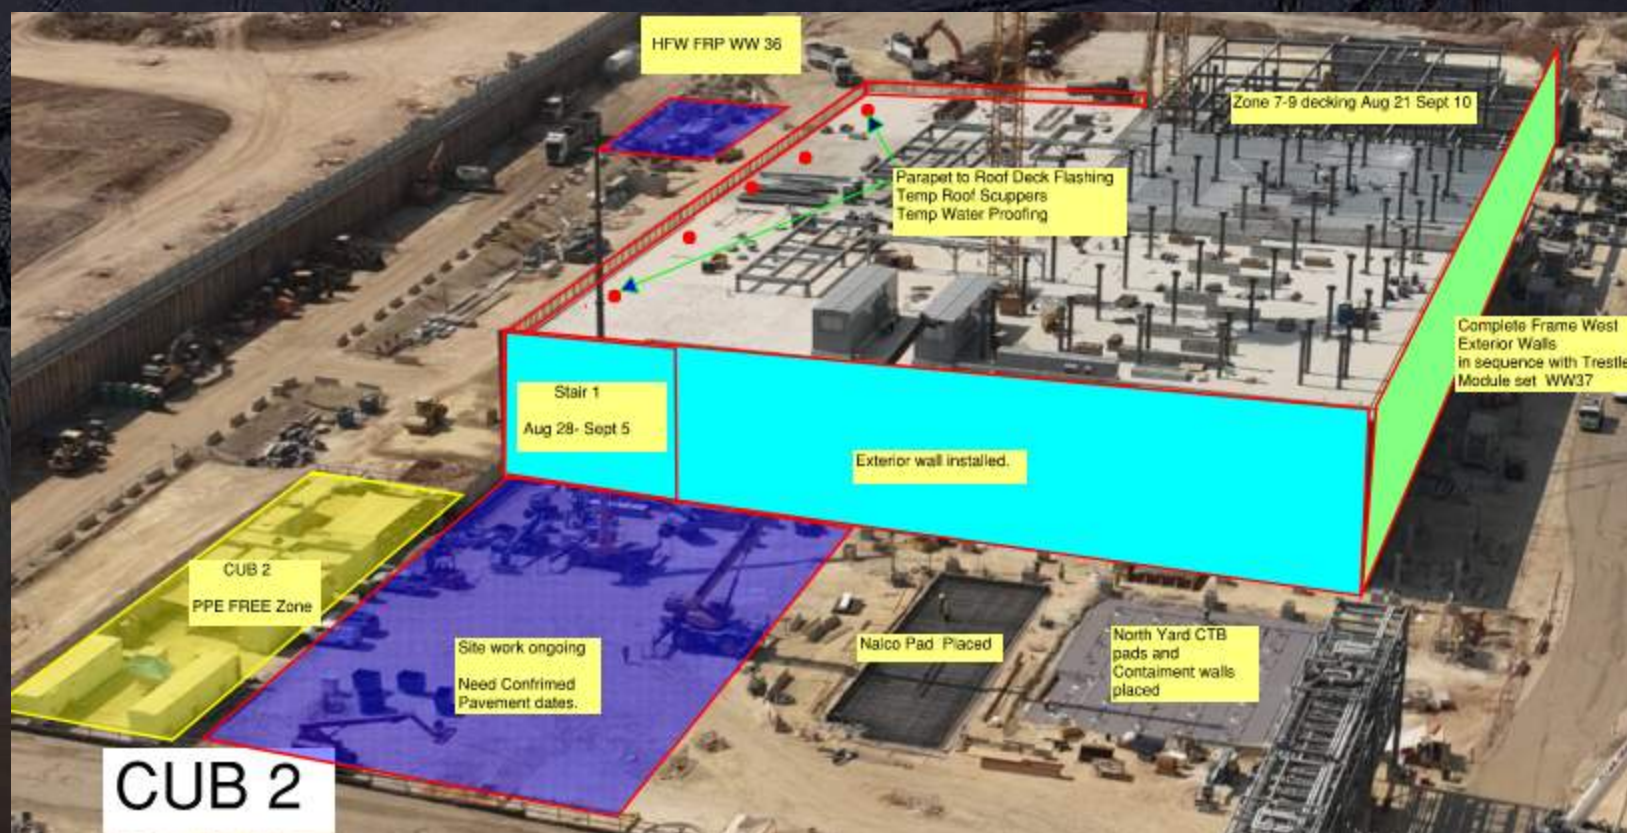 HFW FRP WW 36
Zone 7-9 decking Aug 21 Sept 10
Parapet to Roof Deck Flashing
Temp Roof Scuppers
Temp Water Proofing
Complete Frame West
Exterior Walls
in sequence with Trestle
Module set WW37
Stair 1
Aug 28- Sept 5
Exterior wall installed.
CUB 2
PPE FREE Zone
Site work ongoing
Need Confrimed
Pavement dates.
Nalco Pad Placed
North Yard CTB
pads and
Contaiment walls
placed
CUB 2